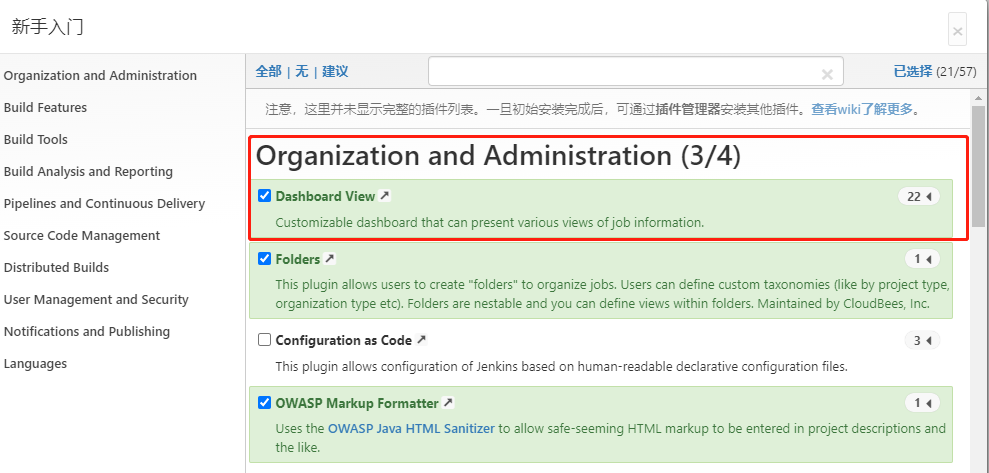 新手入门
×
Organization and Administration
Build Features
Build Tools
Build Analysis and Reporting
Pipelines and Continuous Delivery
Source Code Management
Distributed Builds
User Management and Security
Notifications and Publishing
Languages
全部 | 无 | 建议
×
已选择 (21/57)
注意，这里并未显示完整的插件列表。一旦初始安装完成后，可通过插件管理器安装其他插件。查看wiki了解更多。
Organization and Administration (3/4)
Dashboard View
22
Customizable dashboard that can present various views of job information.
Folders
1
This plugin allows users to create "folders" to organize jobs. Users can define custom taxonomies (like by project type,
organization type etc). Folders are nestable and you can define views within folders. Maintained by CloudBees, Inc.
Configuration as Code
3
This plugin allows configuration of Jenkins based on human-readable declarative configuration files.
OWASP Markup Formatter
1
Uses the OWASP Java HTML Sanitizer to allow safe-seeming HTML markup to be entered in project descriptions and
the like.